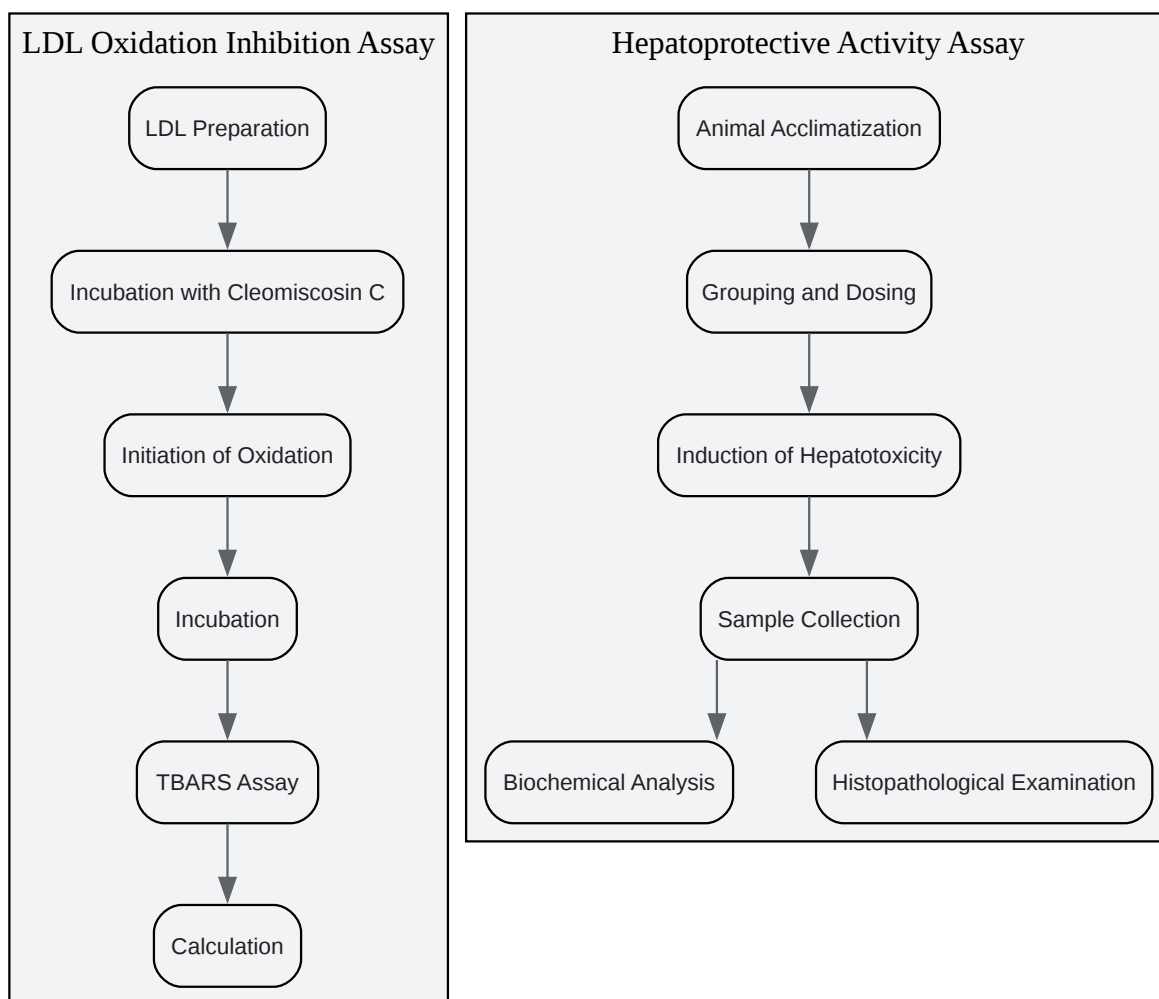 LDL Oxidation Inhibition Assay
LDL Preparation
Incubation with Cleomiscosin C
Initiation of Oxidation
Incubation
TBARS Assay
Calculation
Hepatoprotective Activity Assay
Animal Acclimatization
Grouping and Dosing
Induction of Hepatotoxicity
Sample Collection
Biochemical Analysis
Histopathological Examination